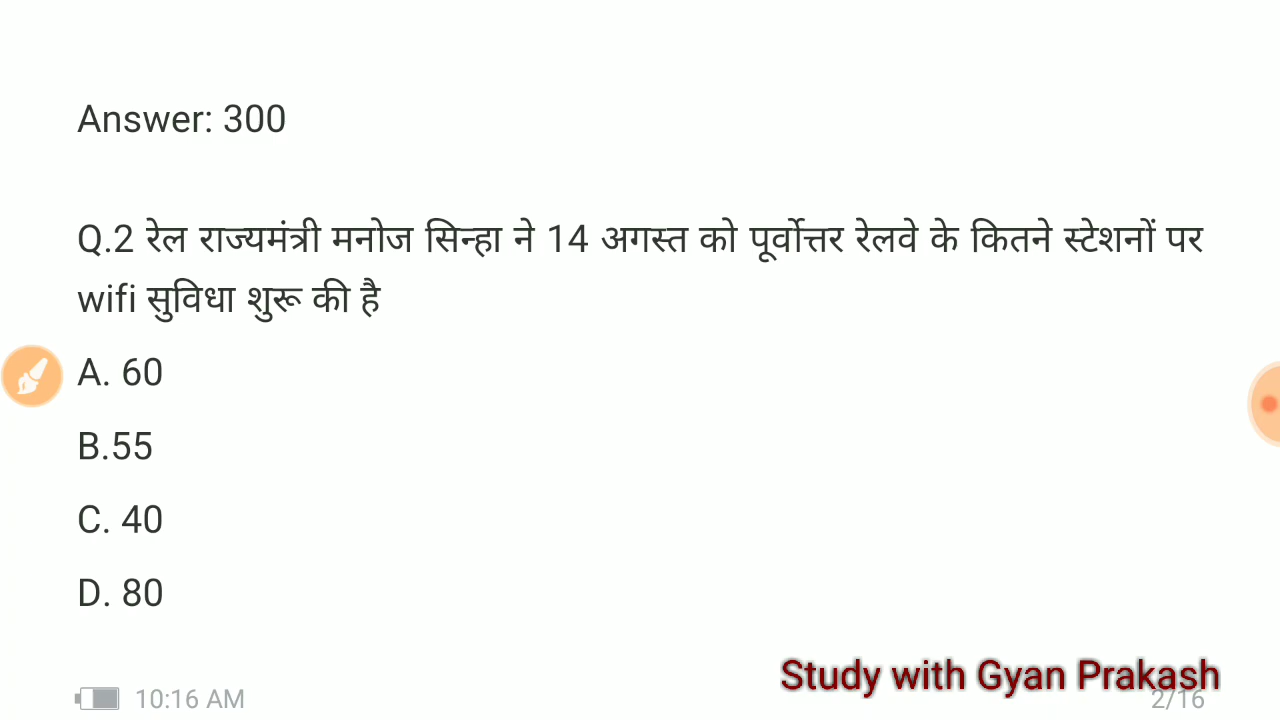 Answer: 300
Q.2 रेल राज्यमंत्री मनोज सिन्हा ने 14 अगस्त को पूर्वोत्तर रेलवे के कितने स्टेशनों पर
wifi सुविधा शुरू की है
A. 60
B.55
C. 40
D. 80
Study with Gyan Prakash
10:16 AM
2/16